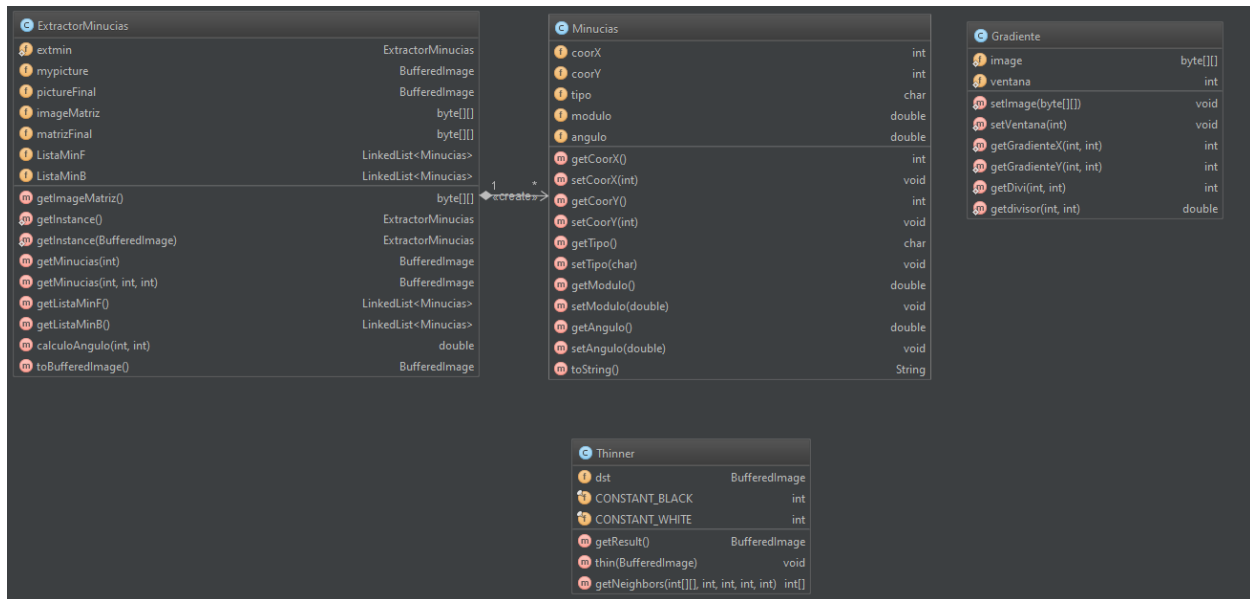 ExtractorMinucias
extmin ExtractorMinucias
mypicture BufferedImage
pictureFinal BufferedImage
imageMatriz byte[][]
matrizFinal byte[][]
ListaMinF LinkedList<Minucias>
ListaMinB LinkedList<Minucias>
getImageMatriz() byte[][]
getInstance() ExtractorMinucias
getInstance(BufferedImage) ExtractorMinucias
getMinucias(int) BufferedImage
getMinucias(int, int, int) BufferedImage
getListaMinF() LinkedList<Minucias>
getListaMinB() LinkedList<Minucias>
calculoAngulo(int, int) double
toBufferedImage() BufferedImage
1 *
«create»
Minucias
coorX int
coorY int
tipo char
modulo double
angulo double
getCoorX() int
setCoorX(int) void
getCoorY() int
setCoorY(int) void
getTipo() char
setTipo(char) void
getModulo() double
setModulo(double) void
getAngulo() double
setAngulo(double) void
toString() String
Gradiente
image byte[][]
ventana int
setImage(byte[][]) void
setVentana(int) void
getGradienteX(int, int) int
getGradienteY(int, int) int
getDivi(int, int) int
getdivisor(int, int) double
Thinner
dst BufferedImage
CONSTANT_BLACK int
CONSTANT_WHITE int
getResult() BufferedImage
thin(BufferedImage) void
getNeighbors(int[][], int, int, int, int) int[]